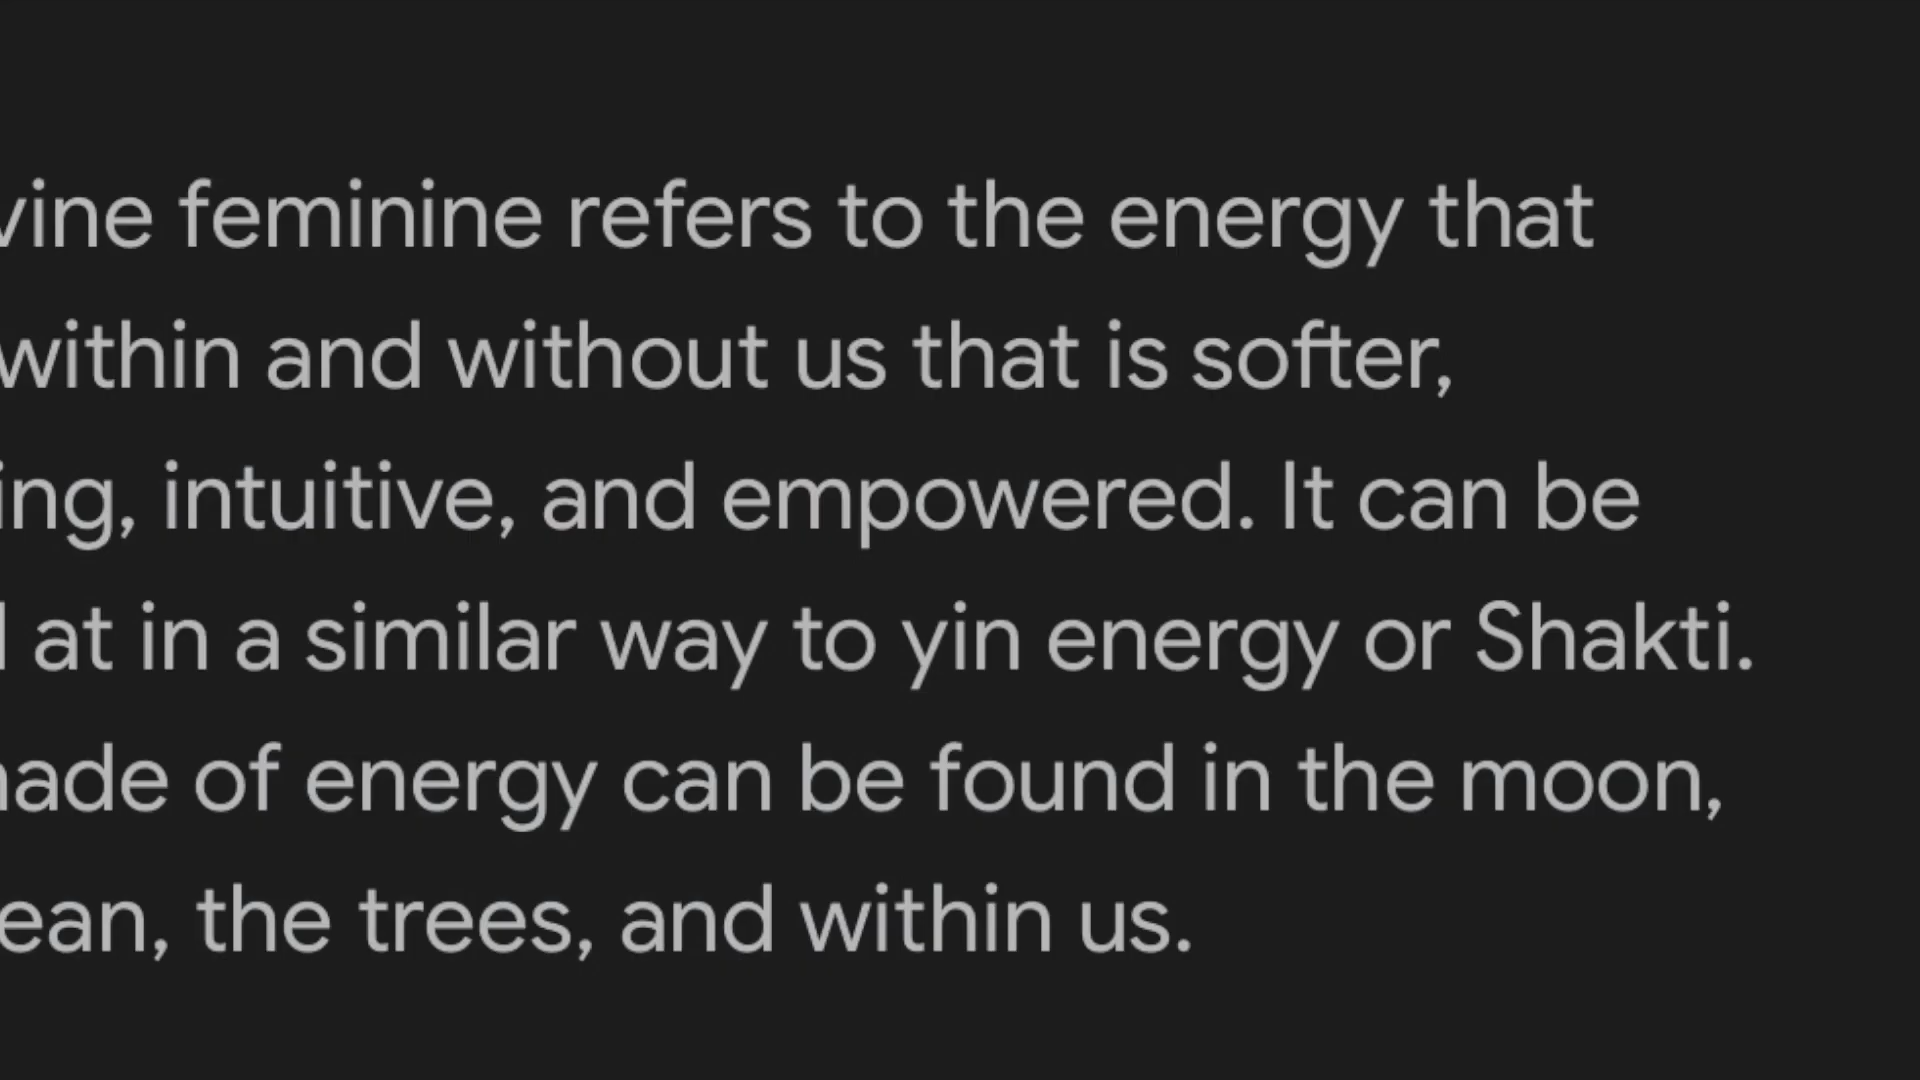 vine feminine refers to the energy that
within and without us that is softer,
ing, intuitive, and empowered. It can be
at in a similar way to yin energy or Shakti.
ade of energy can be found in the moon,
ean, the trees, and within us.